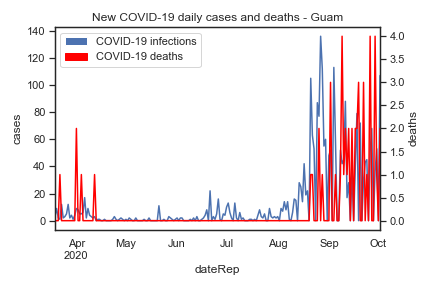 New COVID-19 daily cases and deaths - Guam
COVID-19 infections
COVID-19 deaths
140
120
100
80
60
40
20
0
cases
4.0
3.5
3.0
2.5
2.0
1.5
1.0
0.5
0.0
deaths
Apr May Jun Jul Aug Sep Oct
2020
dateRep